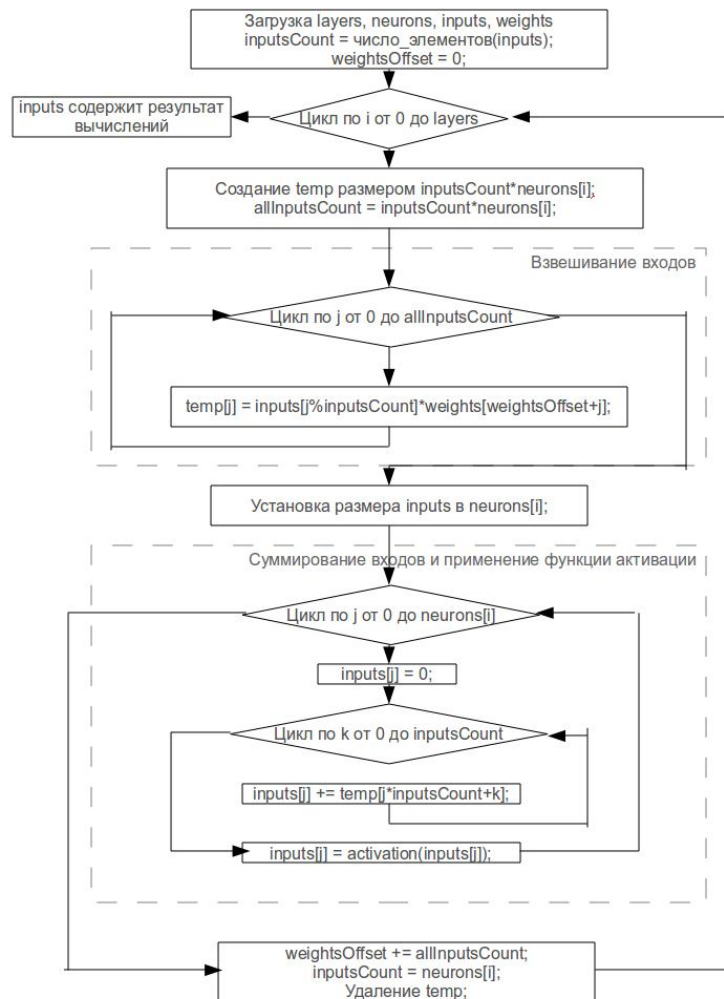 Загрузка layers, neurons, inputs, weights
inputsCount = число_элементов(inputs);
weightsOffset = 0;
inputs содержит результат
вычислений
Цикл по i от 0 до layers
Создание temp размером inputsCount*neurons[i];
allInputsCount = inputsCount*neurons[i];
Взвешивание входов
Цикл по j от 0 до allInputsCount
temp[j] = inputs[j%inputsCount]*weights[weightsOffset+j];
Установка размера inputs в neurons[i];
Суммирование входов и применение функции активации
Цикл по j от 0 до neurons[i]
inputs[j] = 0;
Цикл по k от 0 до inputsCount
inputs[j] += temp[j*inputsCount+k];
inputs[j] = activation(inputs[j]);
weightsOffset += allInputsCount;
inputsCount = neurons[i];
Удаление temp;